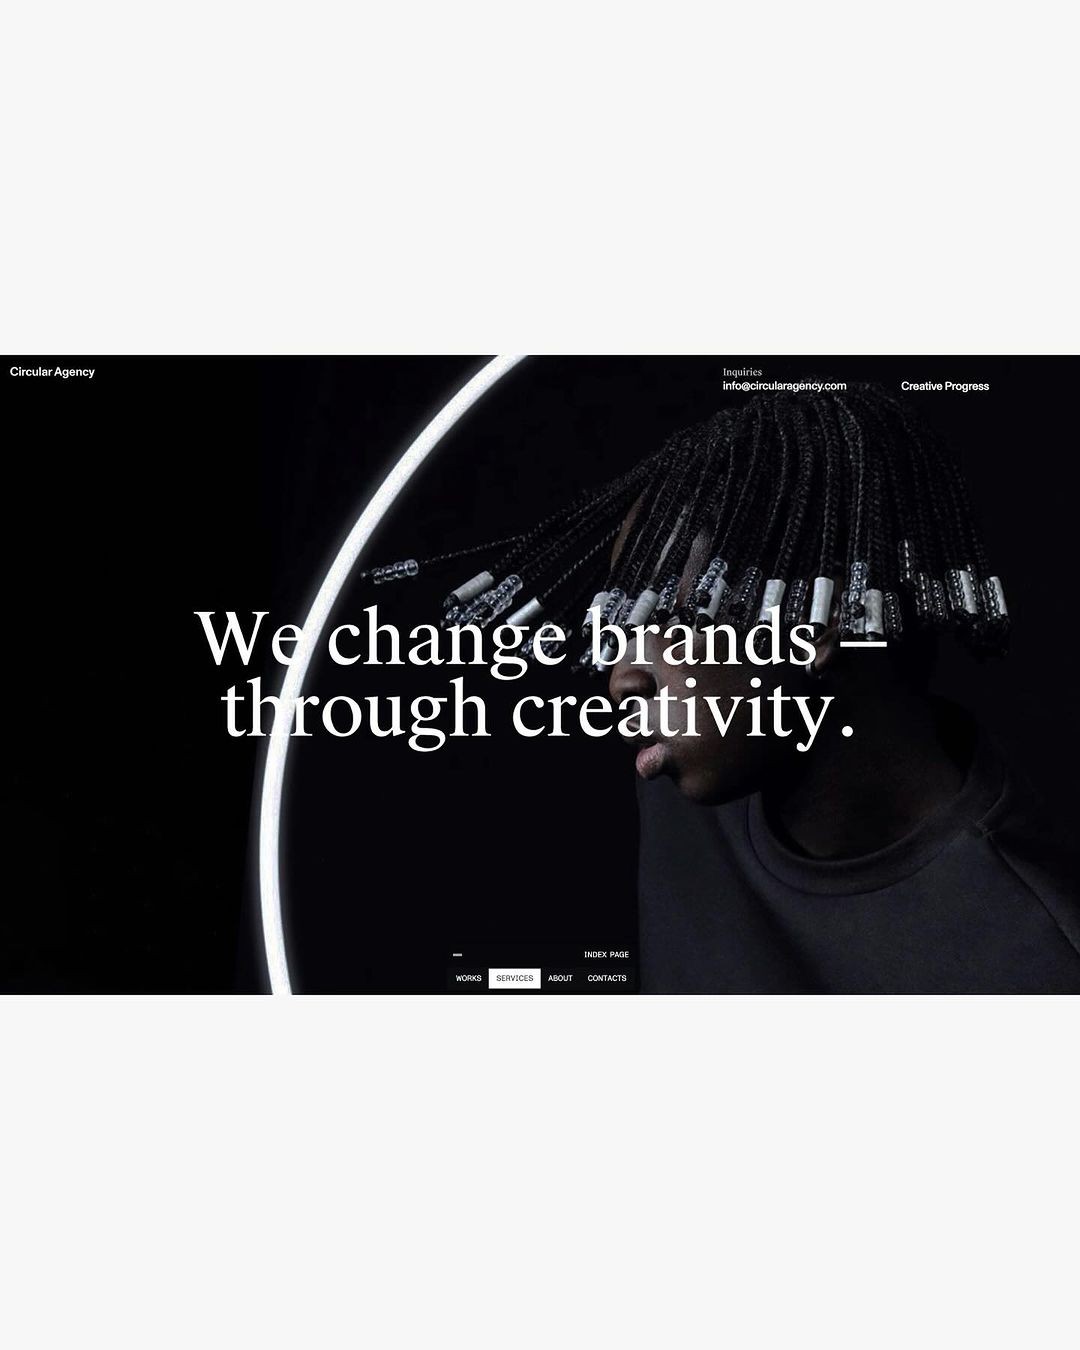 Circular Agency
Inquiries
info@circularagency.com
Creative Progress
We change brands –
through creativity.
INDEX PAGE
WORKS
SERVICES
ABOUT
CONTACTS